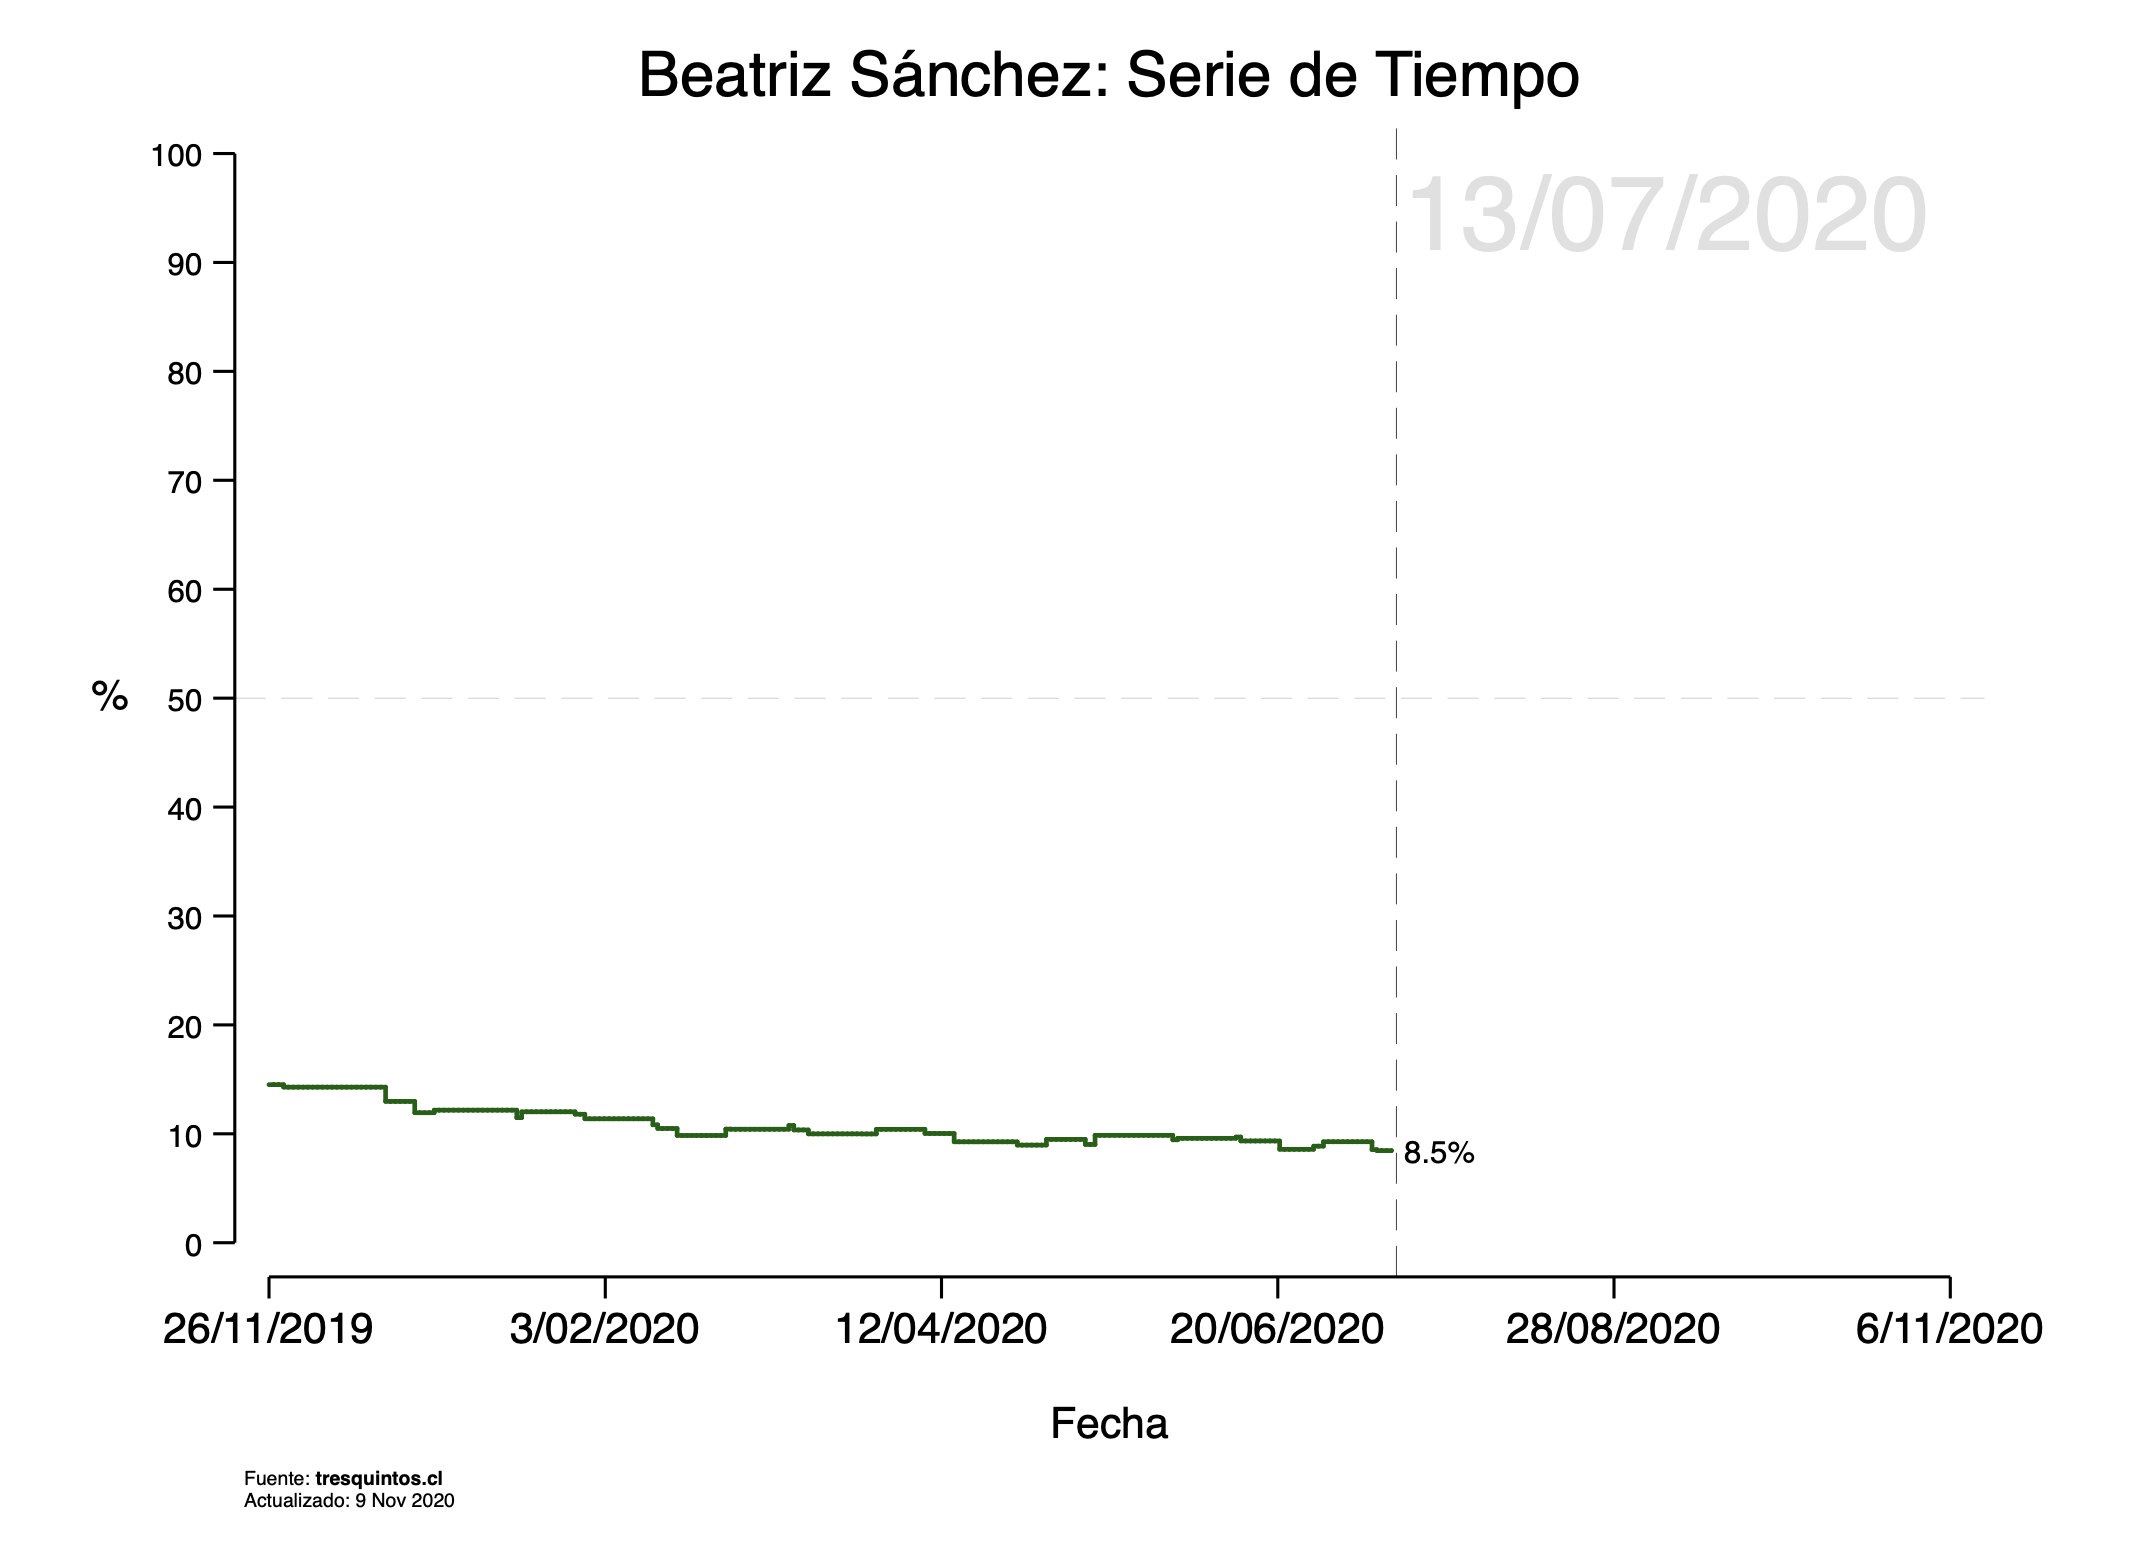 Beatriz Sánchez: Serie de Tiempo
13/07/2020
100
90
80
70
60
50
40
30
20
10
0
%
8.5%
26/11/2019 3/02/2020 12/04/2020 20/06/2020 28/08/2020 6/11/2020
Fecha
Fuente: tresquintos.cl
Actualizado: 9 Nov 2020